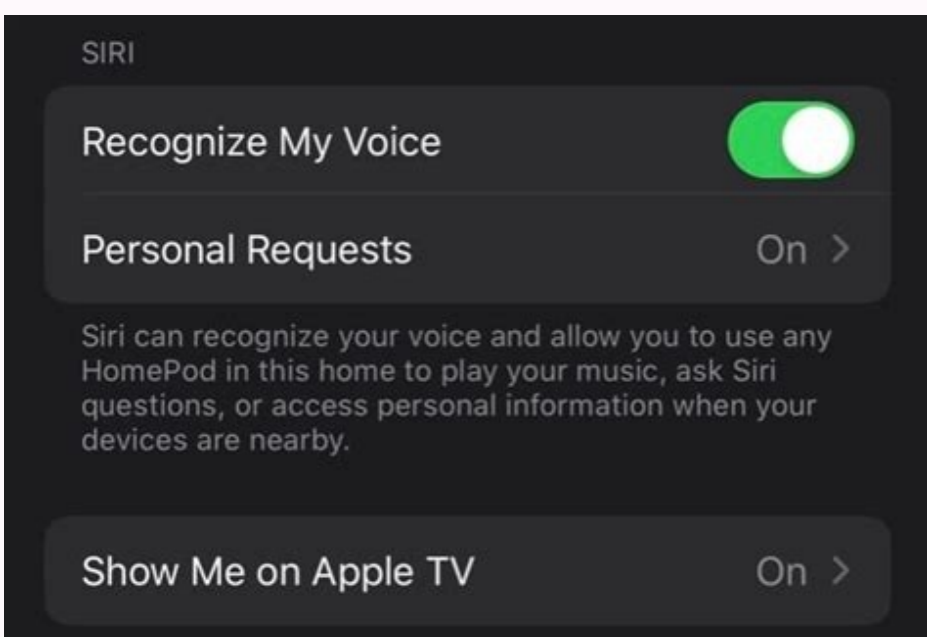 SIRI
Recognize My Voice
Personal Requests On >
Siri can recognize your voice and allow you to use any
HomePod in this home to play your music, ask Siri
questions, or access personal information when your
devices are nearby.
Show Me on Apple TV On >